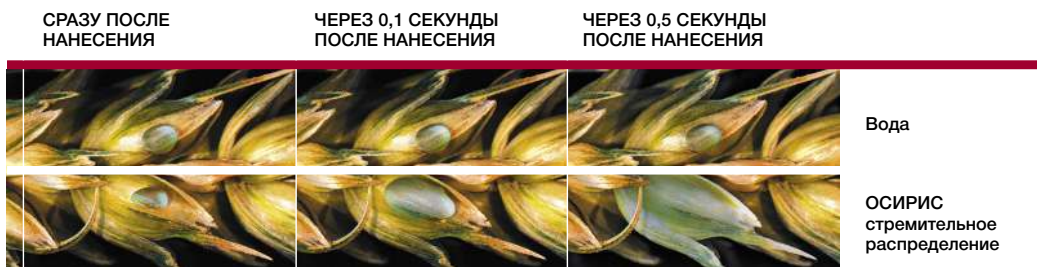 СРАЗУ ПОСЛЕ
НАНЕСЕНИЯ
ЧЕРЕЗ 0,1 СЕКУНДЫ
ПОСЛЕ НАНЕСЕНИЯ
ЧЕРЕЗ 0,5 СЕКУНДЫ
ПОСЛЕ НАНЕСЕНИЯ
Вода
ОСИРИС
стремительное
распределение